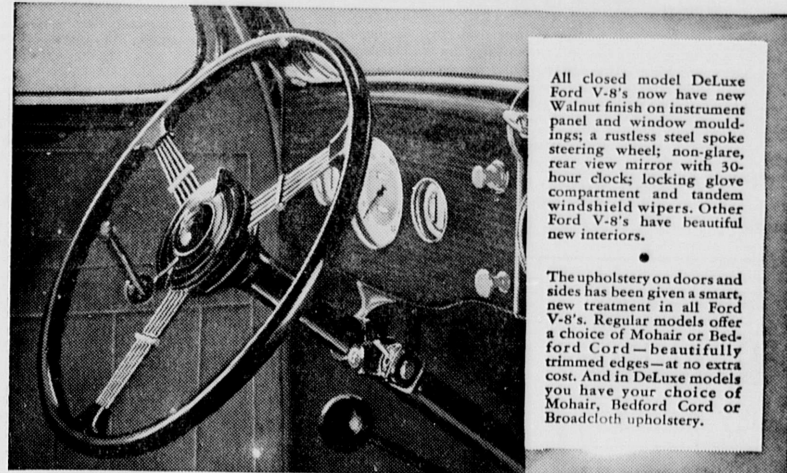 All closed model DeLuxe
Ford V-8's now have new
Walnut finish on instrument
panel and window mould-
ings; a rustless steel spoke
steering wheel; non-glare,
rear view mirror with 30-
hour clock; locking glove
compartment and tandem
windshield wipers. Other
Ford V-8's have beautiful
new interiors.
●
The upholstery on doors and
sides has been given a smart,
new treatment in all Ford
V-8's. Regular models offer
a choice of Mohair or Bed-
ford Cord—beautifully
trimmed edges—at no extra
cost. And in DeLuxe models
you have your choice of
Mohair, Bedford Cord or
Broadcloth upholstery.